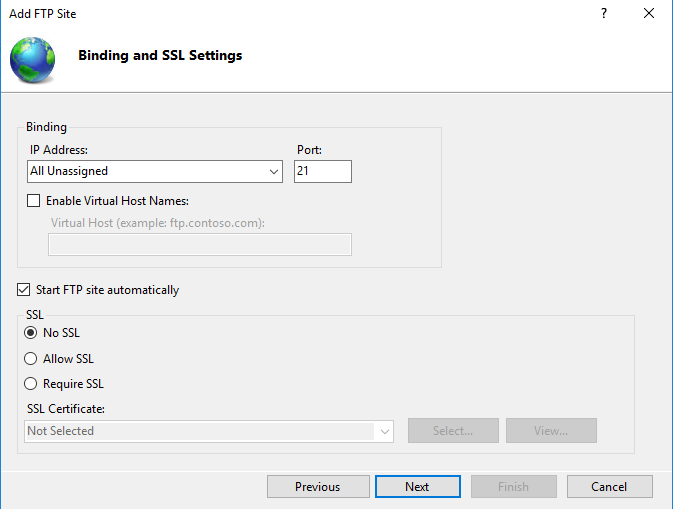 Add FTP Site
?
Binding and SSL Settings
Binding
IP Address: Port:
All Unassigned 21
Enable Virtual Host Names:
Virtual Host (example: ftp.contoso.com):
Start FTP site automatically
SSL
No SSL
Allow SSL
Require SSL
SSL Certificate:
Not Selected Select... View...
Previous Next Finish Cancel